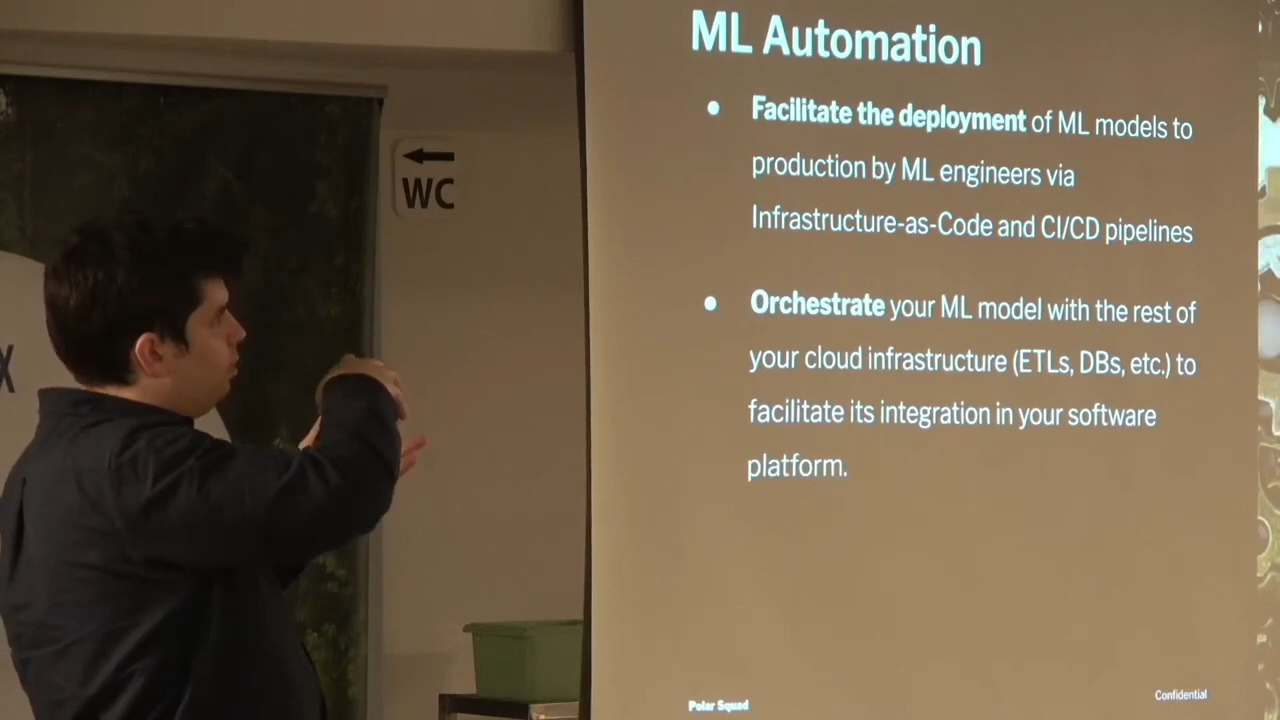 ML Automation
Facilitate the deployment of ML models to
production by ML engineers via
Infrastructure-as-Code and CI/CD pipelines
Orchestrate your ML model with the rest of
your cloud infrastructure (ETLs, DBs, etc.) to
facilitate its integration in your software
platform.
Polar Squad
Confidential
WC
X